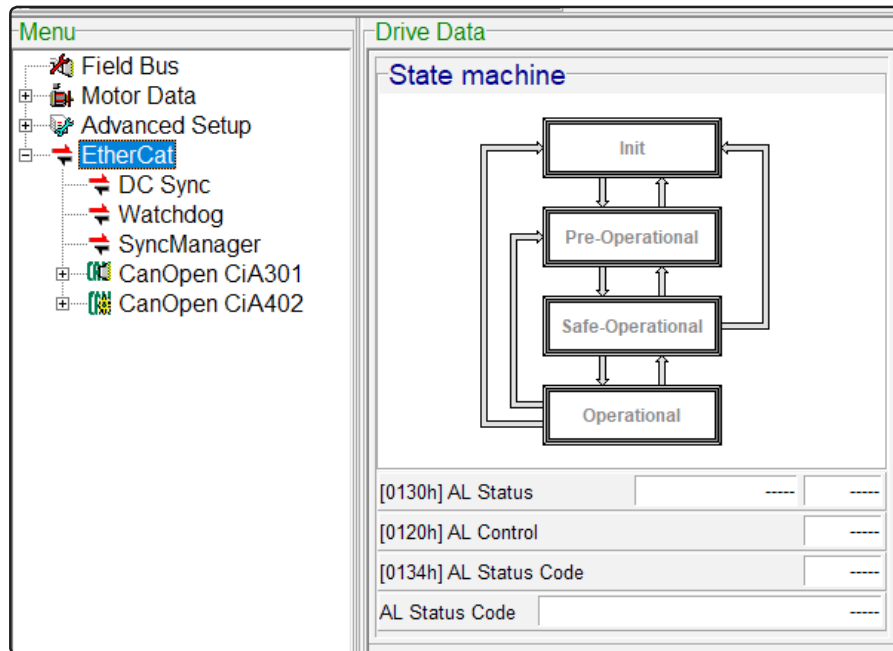 Menu
Field Bus
Motor Data
Advanced Setup
EtherCat
DC Sync
Watchdog
SyncManager
CanOpen CiA301
CanOpen CiA402
Drive Data
State machine
Init
Pre-Operational
Safe-Operational
Operational
[0130h] AL Status ----- -----
[0120h] AL Control -----
[0134h] AL Status Code -----
AL Status Code -----